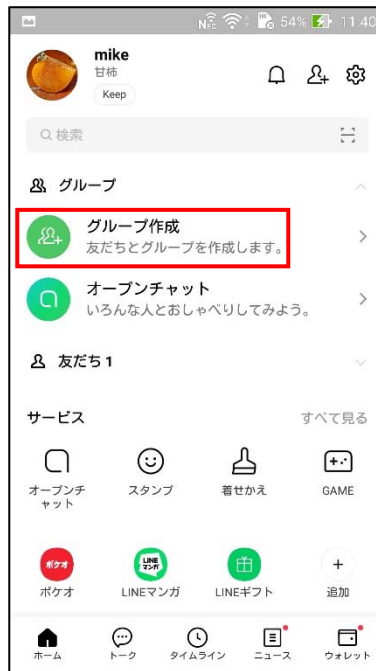 NFC 54% 11:40
mike
甘柿
Keep
検索
グループ
グループ作成
友だちとグループを作成します。
オープンチャット
いろんな人とおしゃべりしてみよう。
友だち 1
サービス すべて見る
オープンチ
ャット
スタンプ
着せかえ
GAME
ポケオ
LINE
マンガ
ポケオ
LINEマンガ
LINEギフト
追加
ホーム
トーク
タイムライン
ニュース
ウォレット